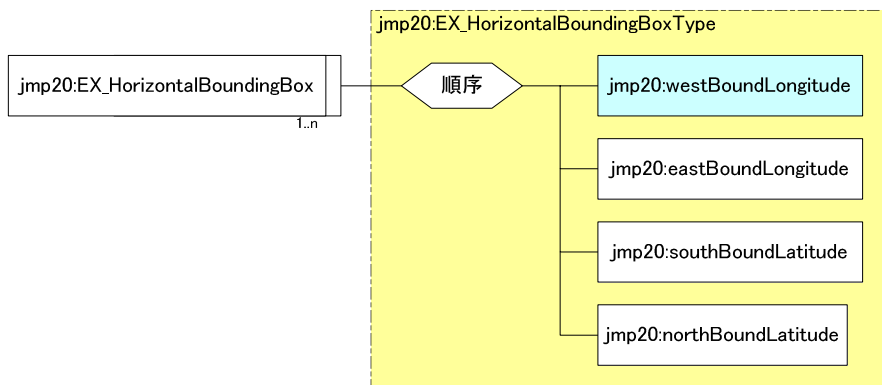 jmp20:EX_HorizontalBoundingBoxType
jmp20:EX_HorizontalBoundingBox
1..n
順序
jmp20:westBoundLongitude
jmp20:eastBoundLongitude
jmp20:southBoundLatitude
jmp20:northBoundLatitude